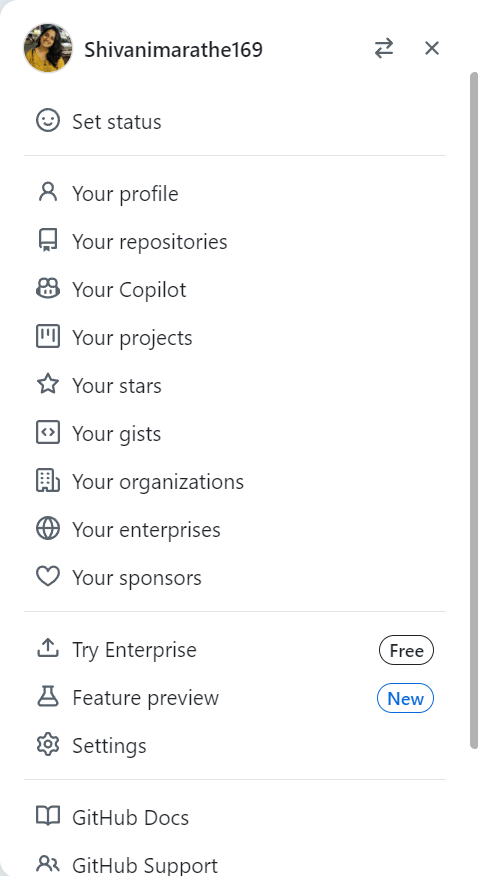 Shivanimarathe169
Set status
Your profile
Your repositories
Your Copilot
Your projects
Your stars
Your gists
Your organizations
Your enterprises
Your sponsors
Try Enterprise Free
Feature preview New
Settings
GitHub Docs
GitHub Support